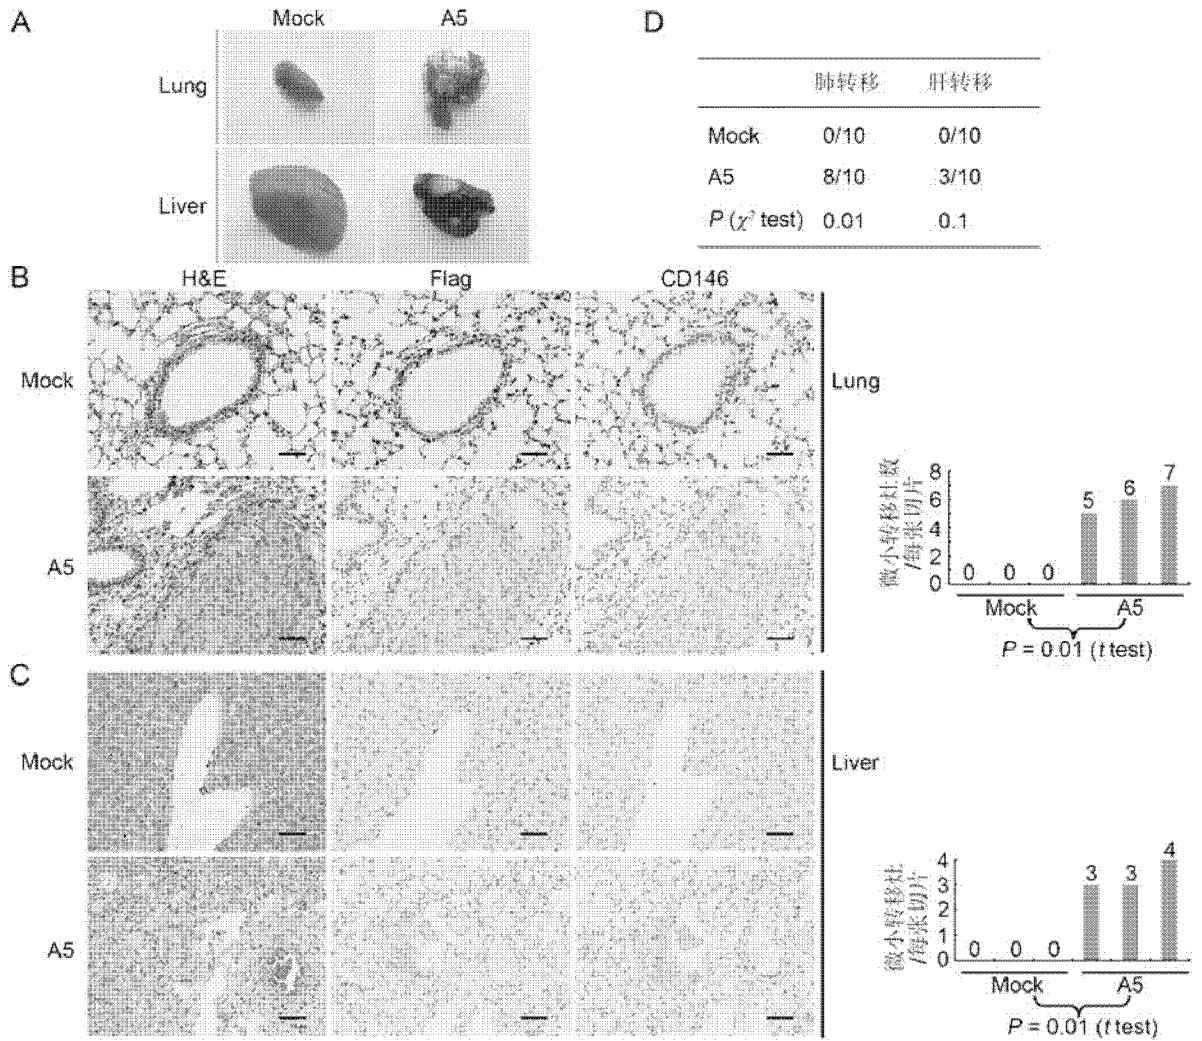 A
Mock A5
Lung
Liver
D
肺转移 肝转移
Mock 0/10 0/10
A5 8/10 3/10
P (χ² test) 0.01 0.1
B
H&E Flag CD146
Mock
A5
Lung
微小转移灶数
/每张切片
8
6
4
2
0
0 0 0 5 6 7
Mock A5
P = 0.01 (t test)
C
Mock
A5
Liver
微小转移灶
/每张切片
4
3
2
1
0
0 0 0 3 3 4
Mock A5
P = 0.01 (t test)